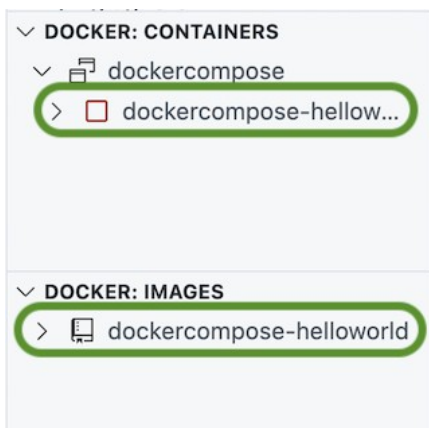 DOCKER: CONTAINERS
dockercompose
dockercompose-hellow...
DOCKER: IMAGES
dockercompose-helloworld